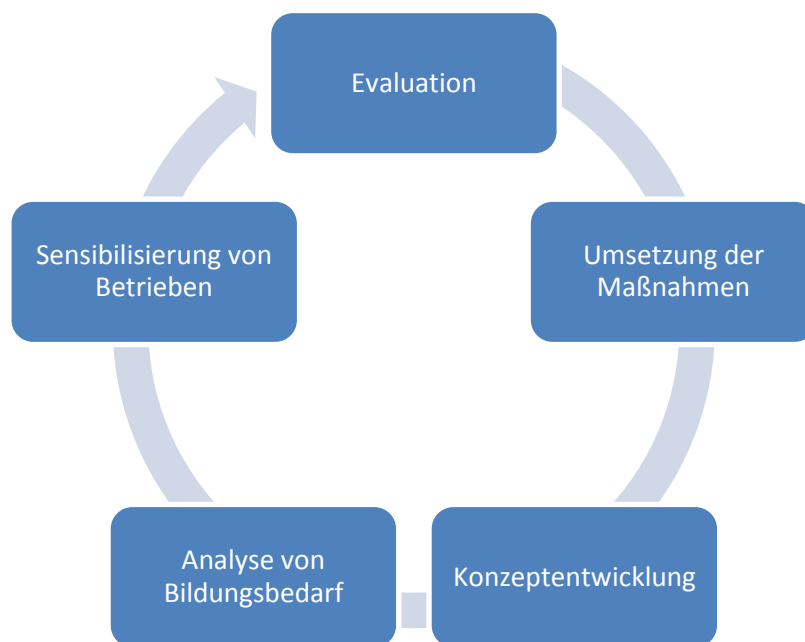 Evaluation
Umsetzung der
Maßnahmen
Konzeptentwicklung
Analyse von
Bildungsbedarf
Sensibilisierung von
Betrieben